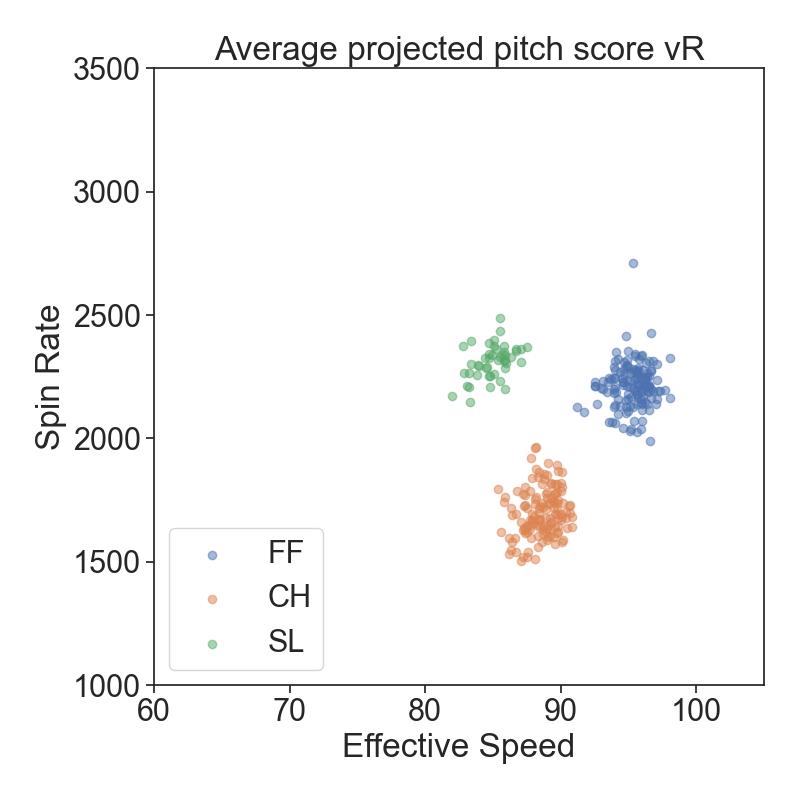 Average projected pitch score vR
3500
3000
2500
2000
1500
1000
Spin Rate
FF
CH
SL
60 70 80 90 100
Effective Speed